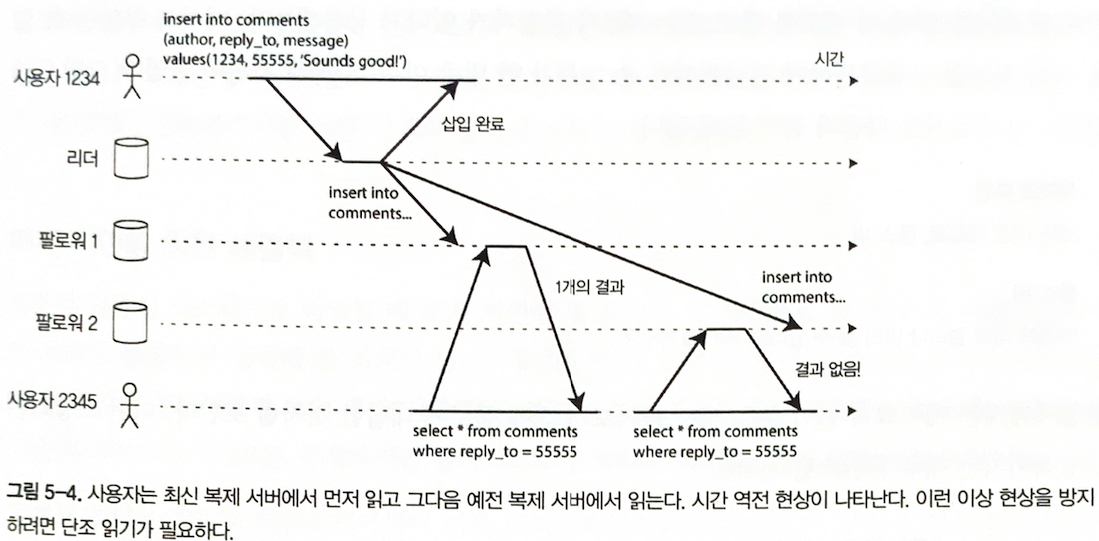 insert into comments
(author, reply_to, message)
values(1234, 55555, 'Sounds good!')
시간
사용자 1234
삽입 완료
리더
insert into
comments...
팔로워 1
1개의 결과
insert into
comments...
팔로워 2
결과 없음!
사용자 2345
select * from comments
where reply_to = 55555
select * from comments
where reply_to = 55555
그림 5-4. 사용자는 최신 복제 서버에서 먼저 읽고 그다음 예전 복제 서버에서 읽는다. 시간 역전 현상이 나타난다. 이런 이상 현상을 방지
하려면 단조 읽기가 필요하다.